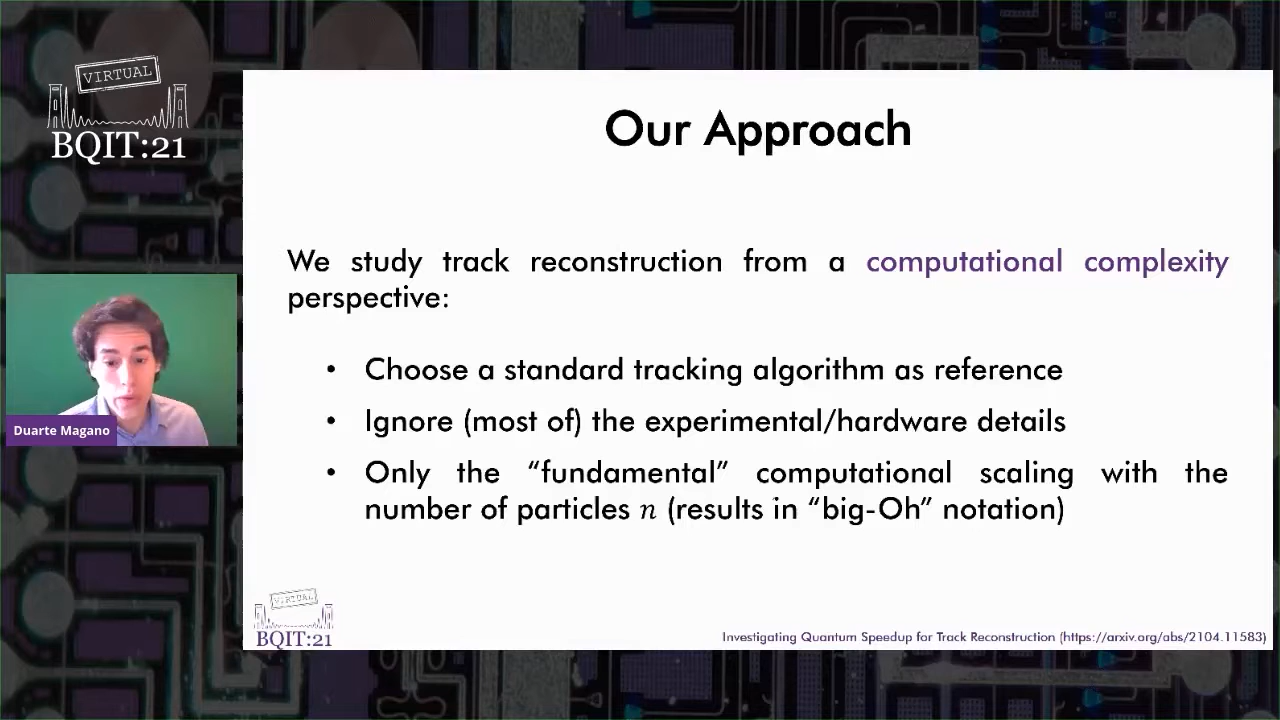 VIRTUAL
BQIT:21
Our Approach
We study track reconstruction from a computational complexity
perspective:
• Choose a standard tracking algorithm as reference
• Ignore (most of) the experimental/hardware details
• Only the “fundamental” computational scaling with the
number of particles n (results in “big-Oh” notation)
Duarte Magano
VIRTUAL
BQIT:21
Investigating Quantum Speedup for Track Reconstruction (https://arxiv.org/abs/2104.11583)